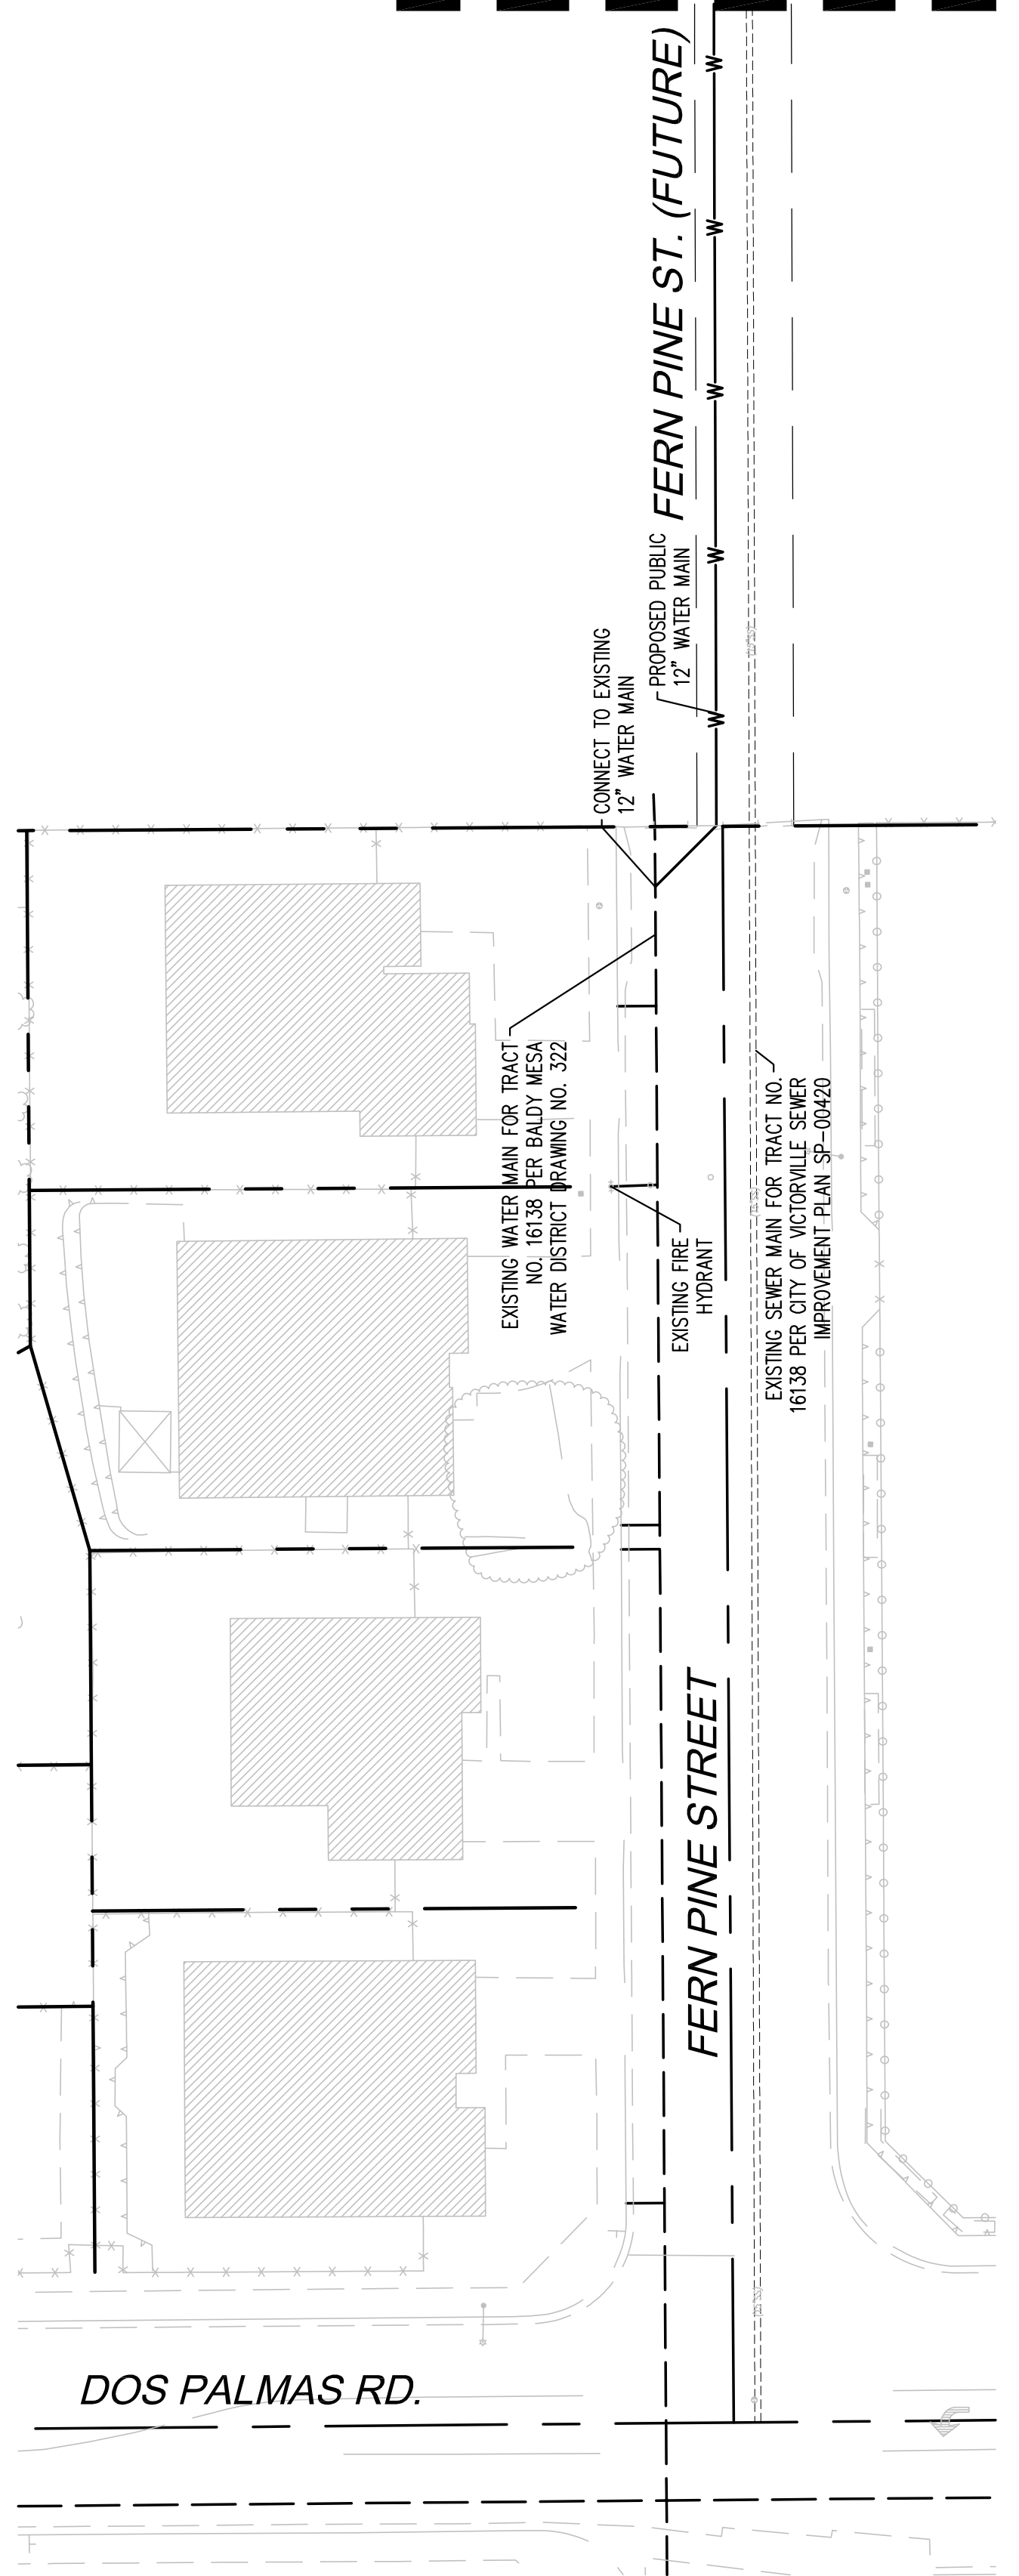 FERN PINE ST. (FUTURE)
PROPOSED PUBLIC
12" WATER MAIN
CONNECT TO EXISTING
12" WATER MAIN
EXISTING WATER MAIN FOR TRACT
NO. 16138 PER BALDY MESA
WATER DISTRICT DRAWING NO. 322
EXISTING FIRE
HYDRANT
EXISTING SEWER MAIN FOR TRACT NO.
16138 PER CITY OF VICTORVILLE SEWER
IMPROVEMENT PLAN SP-00420
FERN PINE STREET
DOS PALMAS RD.
W
W
W
W
W